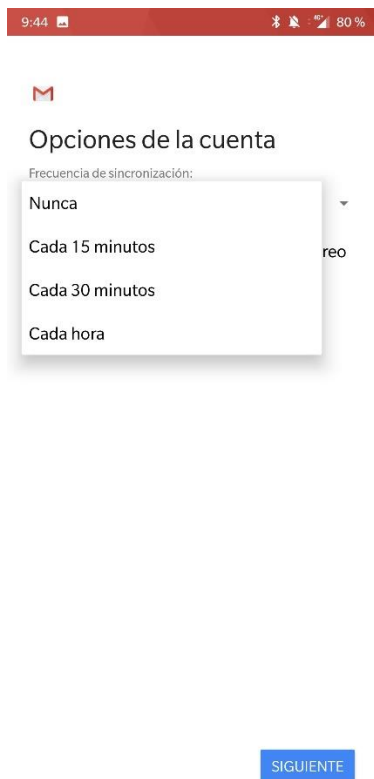 9:44 80 %
Opciones de la cuenta
Frecuencia de sincronización:
Nunca
Cada 15 minutos
reo
Cada 30 minutos
Cada hora
SIGUIENTE